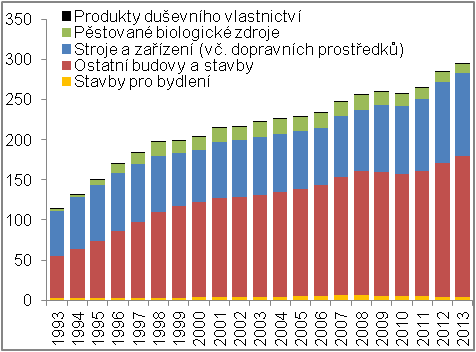 Produkty duševního vlastnictví
Pěstované biologické zdroje
Stroje a zařízení (vč. dopravních prostředků)
Ostatní budovy a stavby
Stavby pro bydlení
350
300
250
200
150
100
50
0
1993 1994 1995 1996 1997 1998 1999 2000 2001 2002 2003 2004 2005 2006 2007 2008 2009 2010 2011 2012 2013